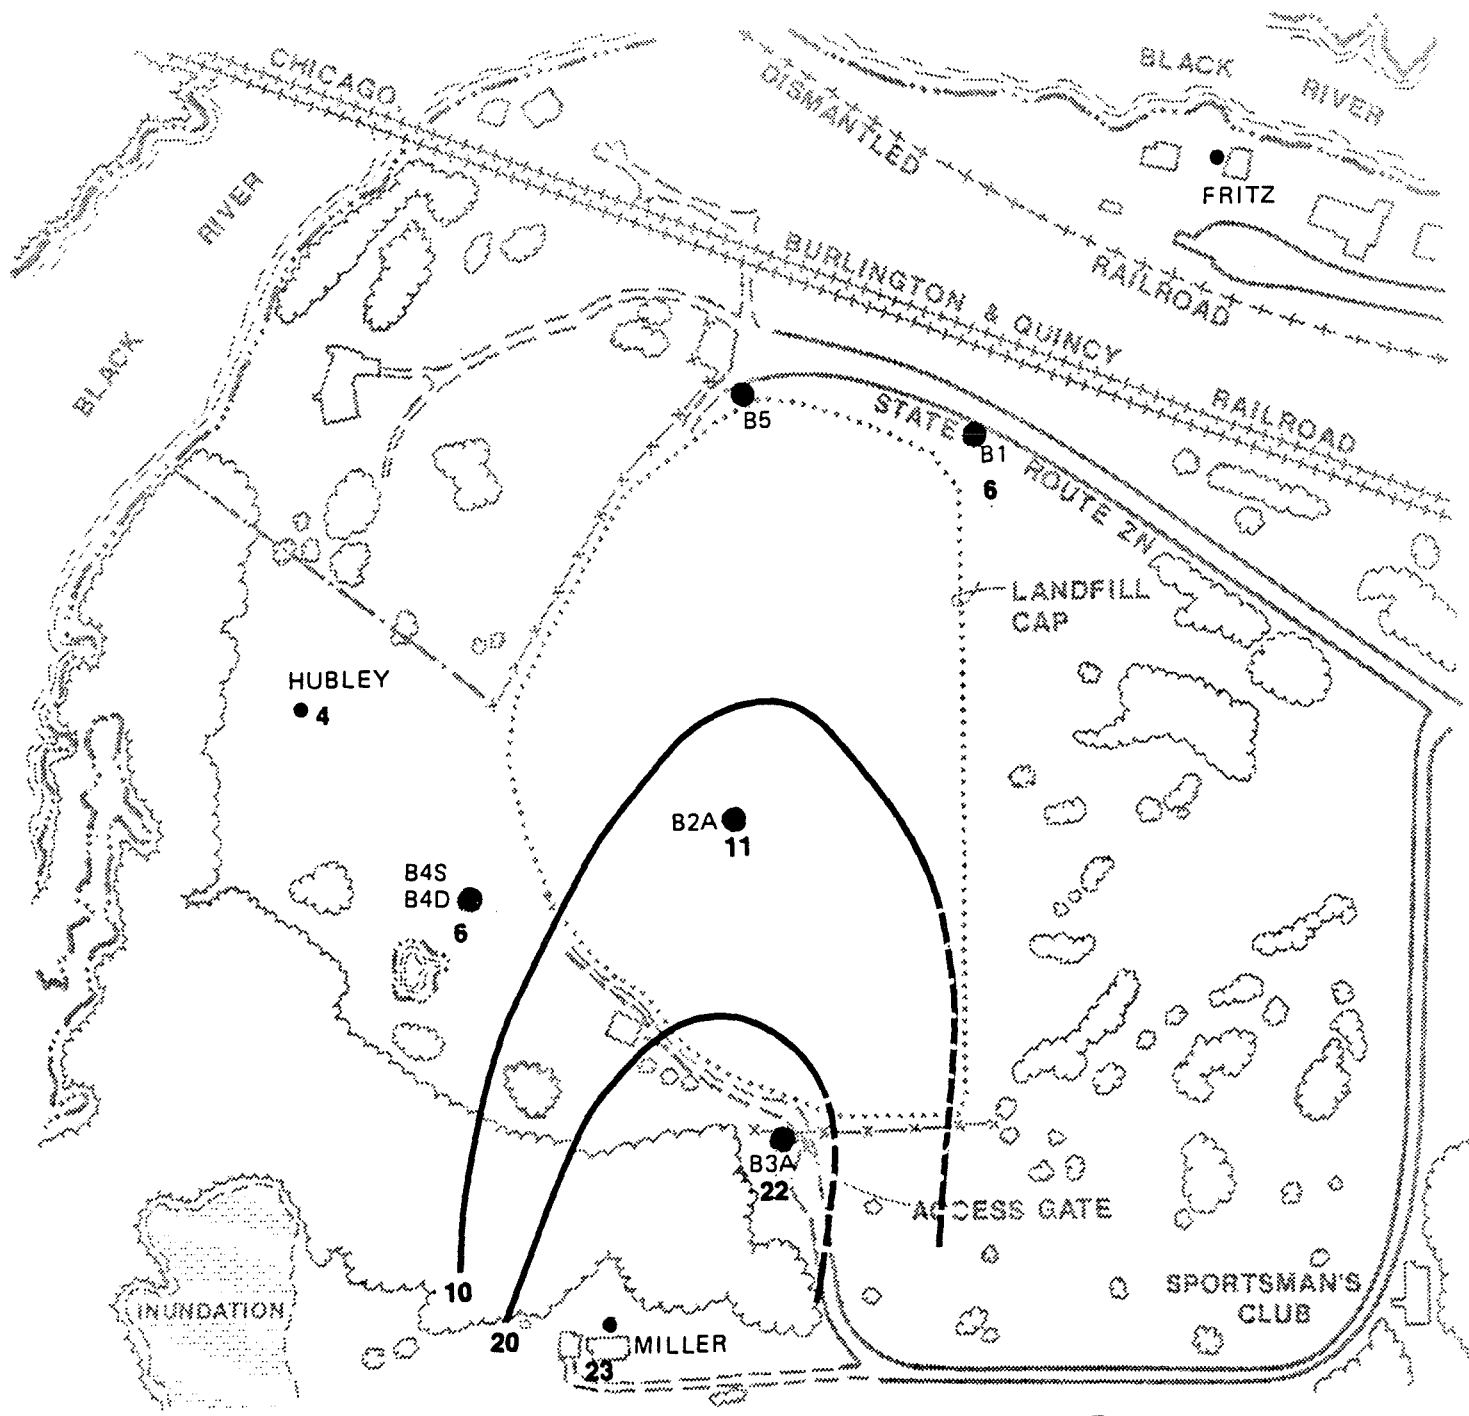 CHICAGO
BLACK
RIVER
DISMANTLED
FRITZ
RIVER
BURLINGTON & QUINCY
RAILROAD
BLACK
RAILROAD
STATE
B5
B1
6
ROUTE ZN
LANDFILL
CAP
HUBLEY
4
B2A
11
B4S
B4D
6
B3A
22
ACCESS GATE
10
SPORTSMAN'S
CLUB
INUNDATION
20
MILLER
23